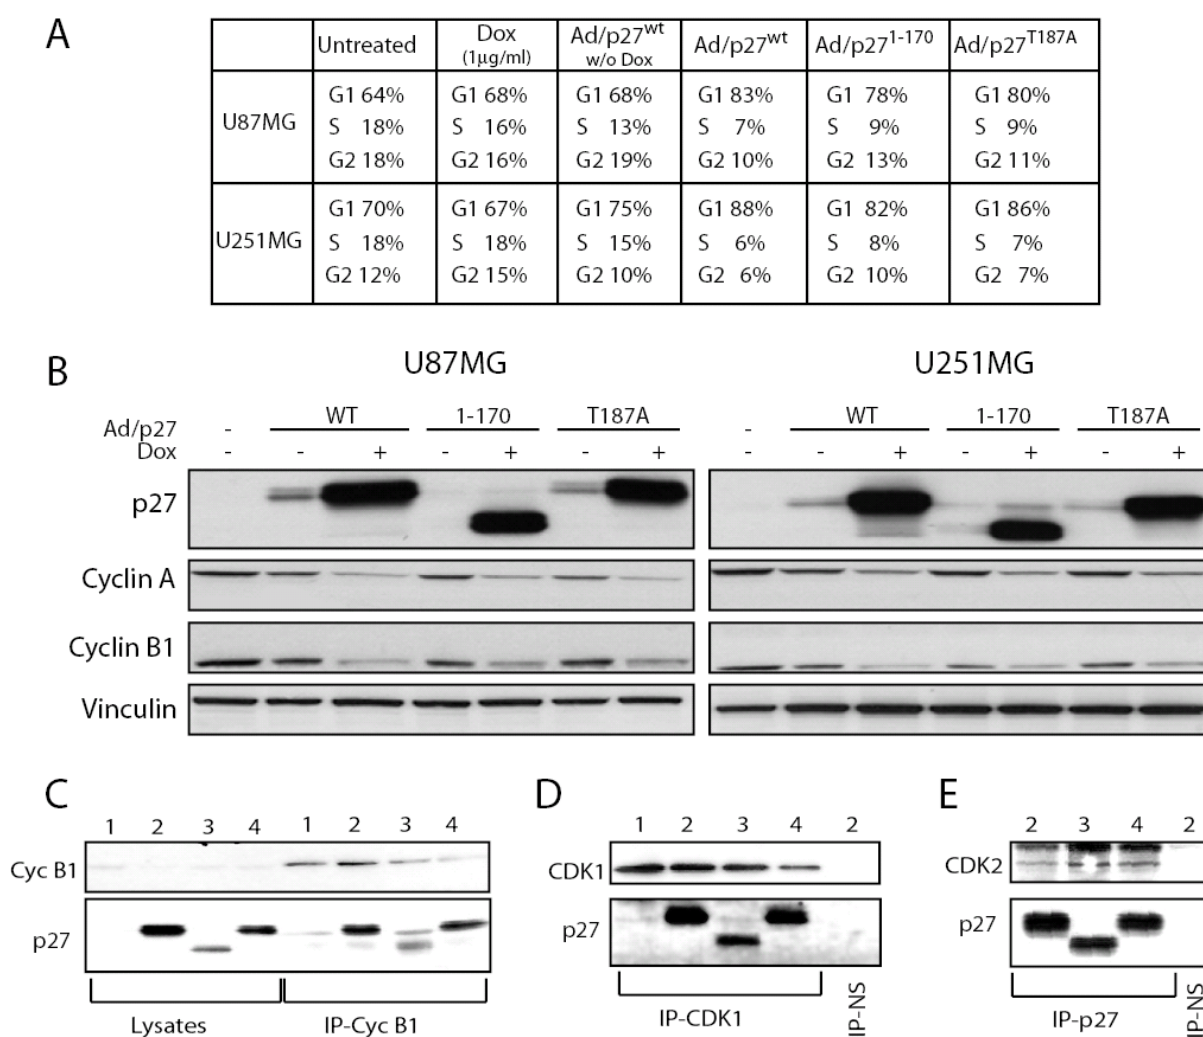 A
Untreated Dox (1µg/ml) Ad/p27wt w/o Dox Ad/p27wt Ad/p271-170 Ad/p27T187A
U87MG
G1 64% G1 68% G1 68% G1 83% G1 78% G1 80%
S 18% S 16% S 13% S 7% S 9% S 9%
G2 18% G2 16% G2 19% G2 10% G2 13% G2 11%
U251MG
G1 70% G1 67% G1 75% G1 88% G1 82% G1 86%
S 18% S 18% S 15% S 6% S 8% S 7%
G2 12% G2 15% G2 10% G2 6% G2 10% G2 7%
B
U87MG U251MG
Ad/p27 - WT 1-170 T187A - WT 1-170 T187A
Dox - - + - + - + - - + - + - +
p27
Cyclin A
Cyclin B1
Vinculin
C
1 2 3 4 1 2 3 4
Cyc B1
p27
Lysates IP-Cyc B1
D
1 2 3 4 2
CDK1
p27
IP-CDK1 IP-NS
E
2 3 4 2
CDK2
p27
IP-p27 IP-NS